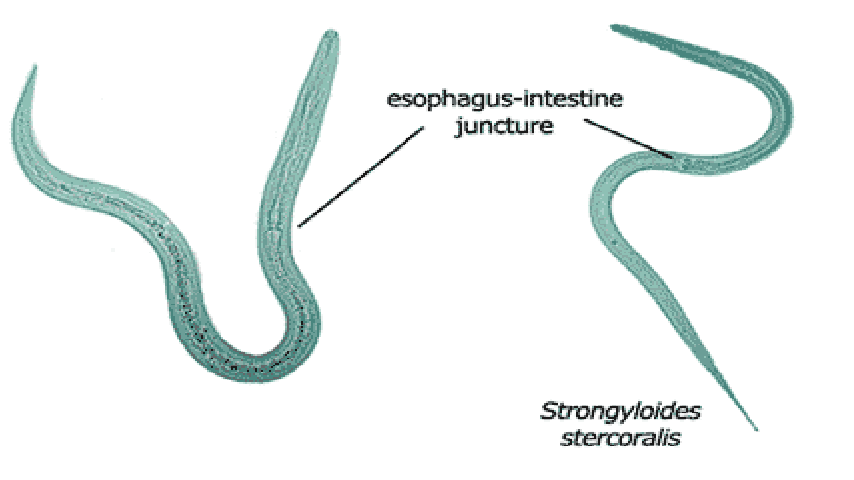 esophagus-intestine
juncture
Strongyloides
stercoralis